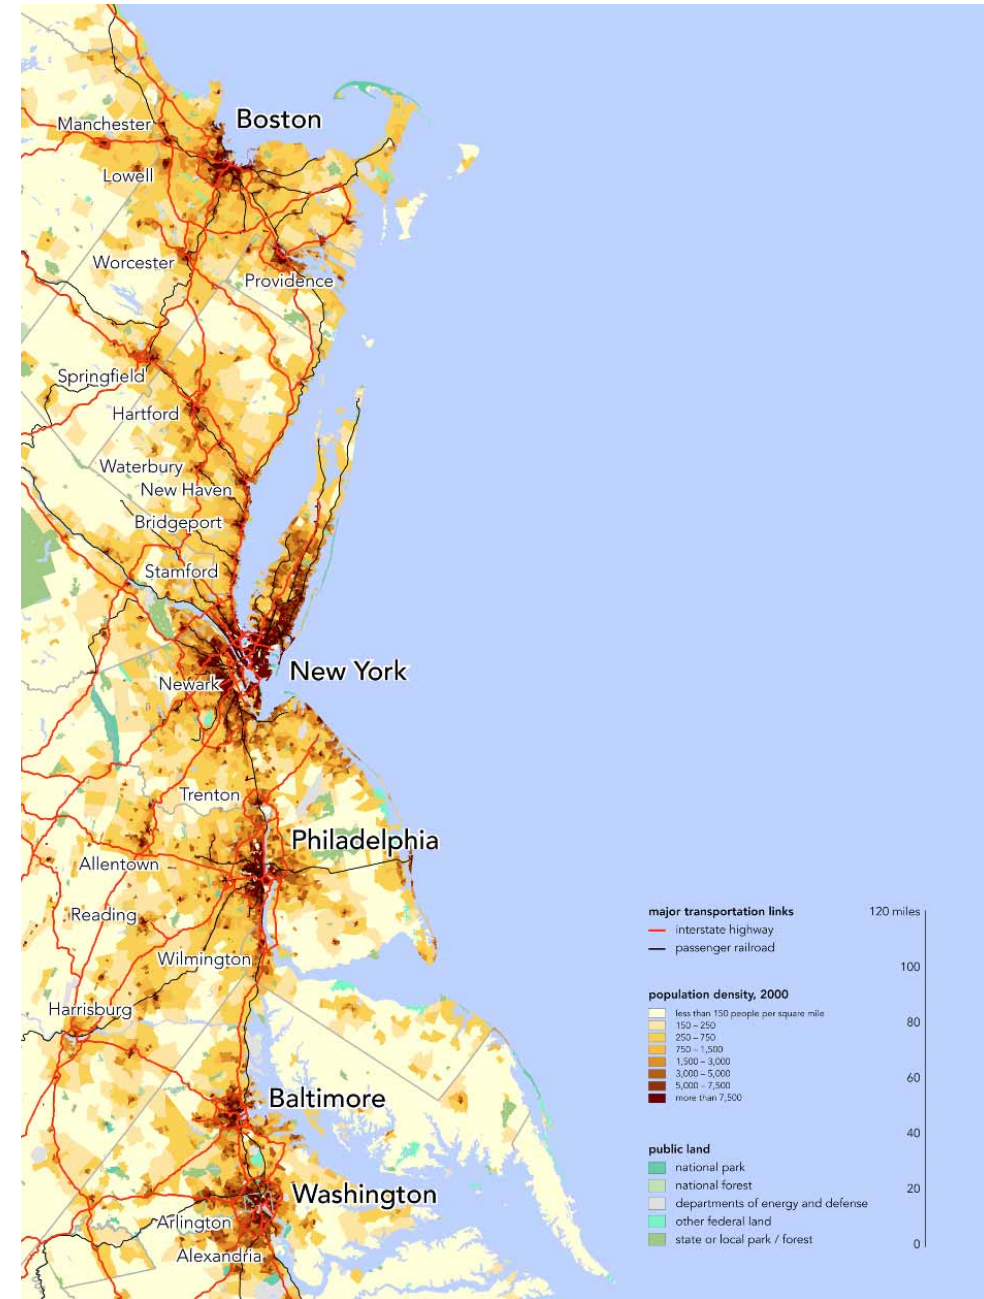 Boston
Manchester
Lowell
Worcester
Providence
Springfield
Hartford
Waterbury
New Haven
Bridgeport
Stamford
New York
Newark
Trenton
Philadelphia
Allentown
Reading
Wilmington
Harrisburg
Baltimore
Washington
Arlington
Alexandria
major transportation links
interstate highway
passenger railroad
population density, 2000
less than 150 people per square mile
150 – 250
250 – 750
750 – 1,500
1,500 – 3,000
3,000 – 5,000
5,000 – 7,500
more than 7,500
public land
national park
national forest
departments of energy and defense
other federal land
state or local park / forest
120 miles
100
80
60
40
20
0